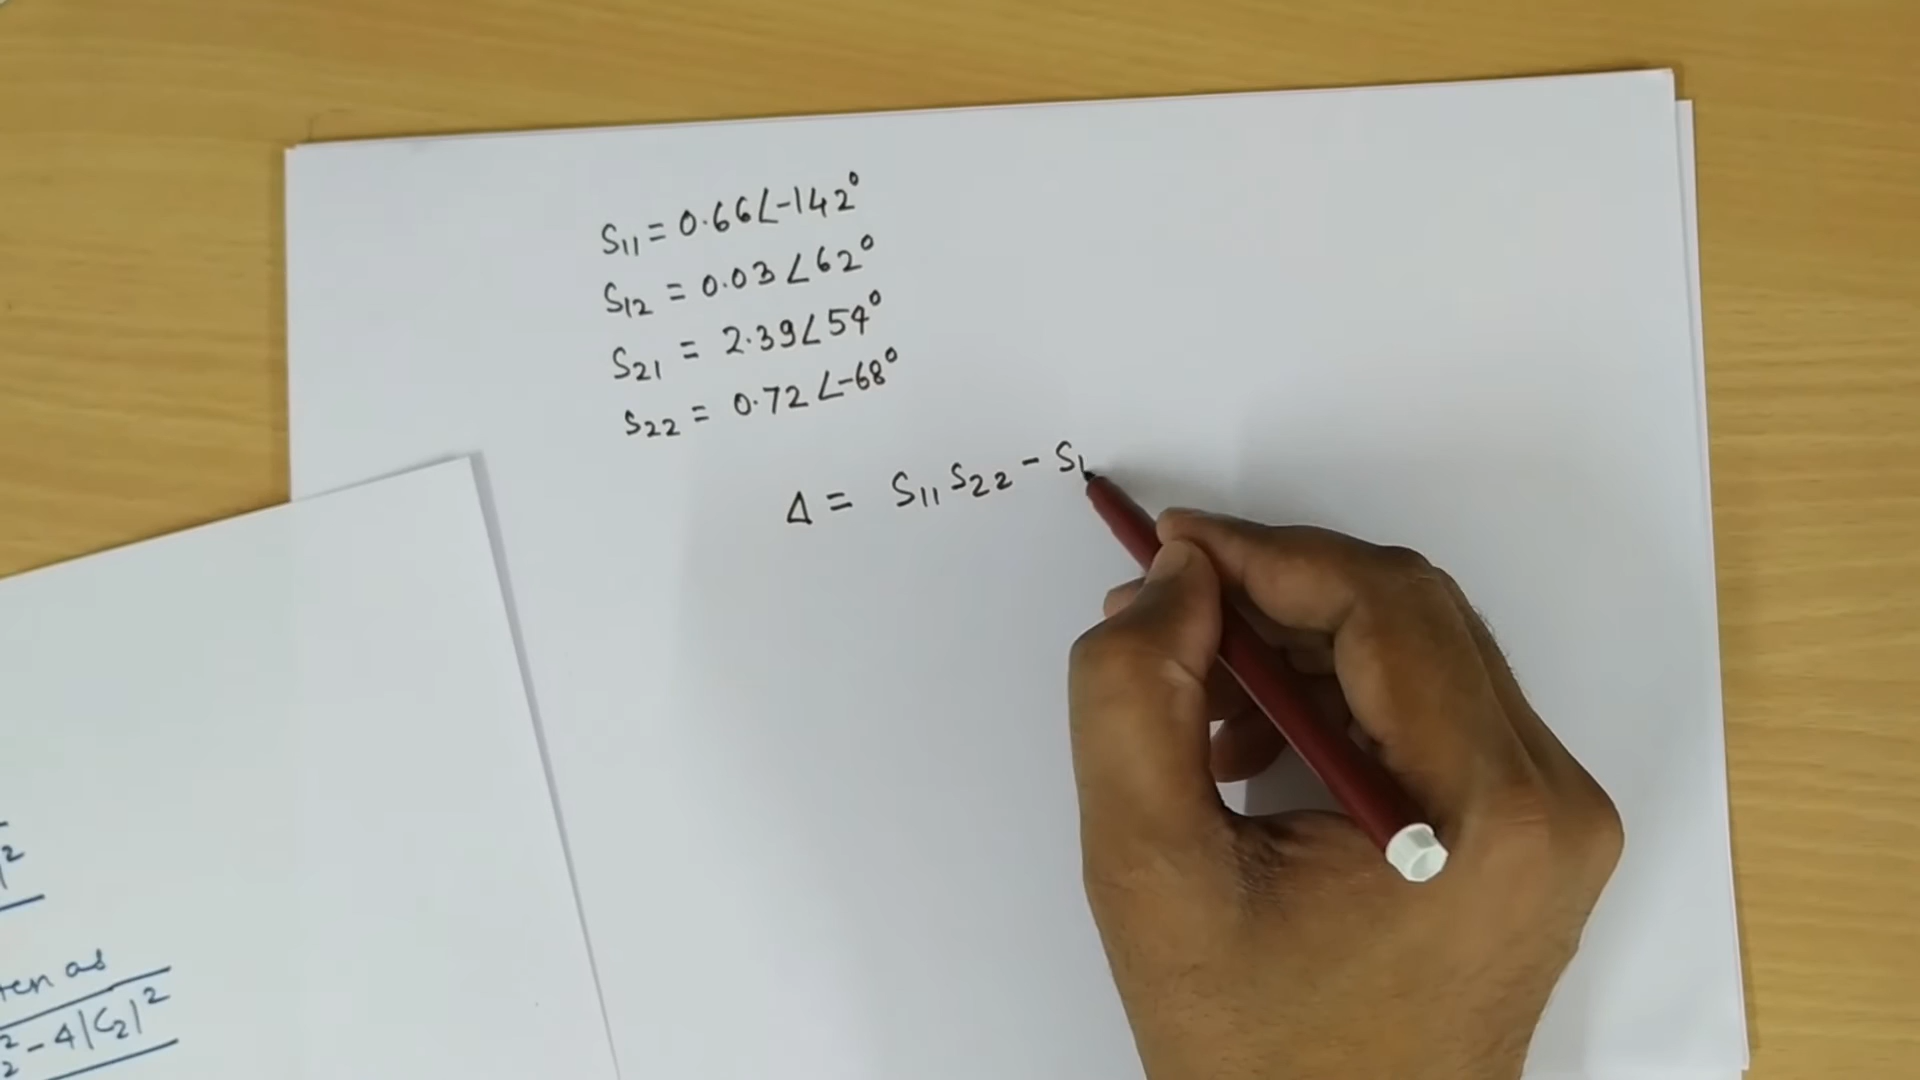 S11 = 0.66∠-142°
S12 = 0.03∠62°
S21 = 2.39∠54°
S22 = 0.72∠-68°
Δ = S11 S22 - S1
|²
as
² - 4|C2|²